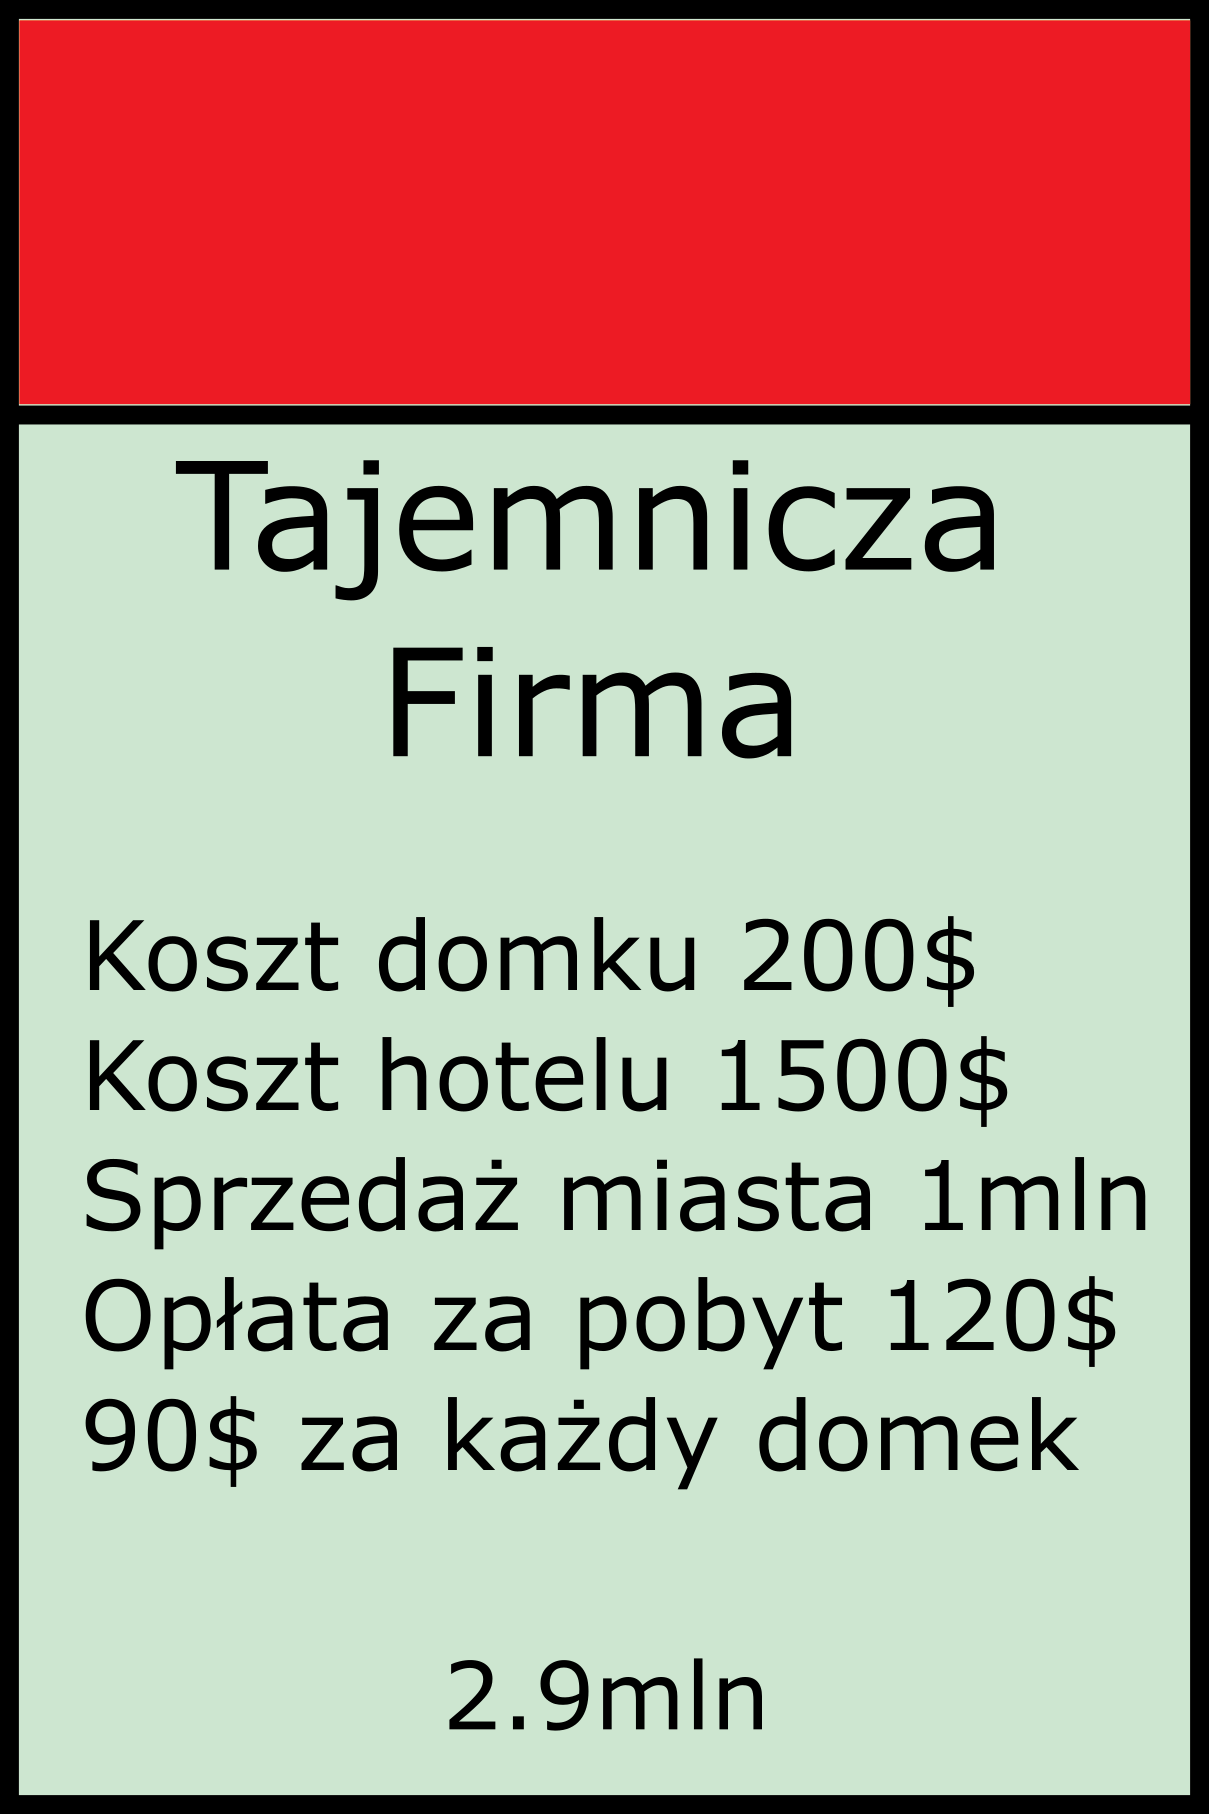 Tajemnicza
Firma
Koszt domku 200$
Koszt hotelu 1500$
Sprzedaż miasta 1mln
Opłata za pobyt 120$
90$ za każdy domek
2.9mln